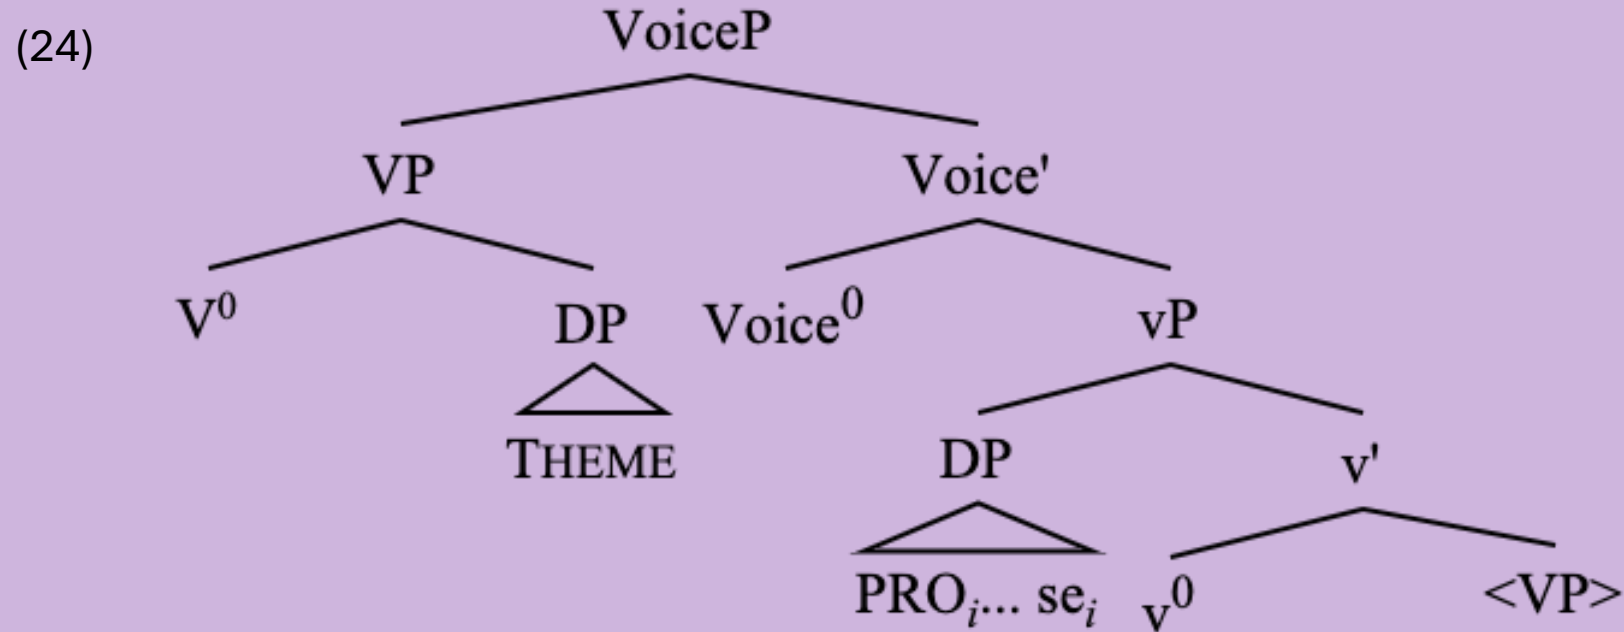 (24)
VoiceP
VP Voice'
V⁰ DP Voice⁰ vP
THEME DP v'
PROᵢ... seᵢ v⁰ <VP>